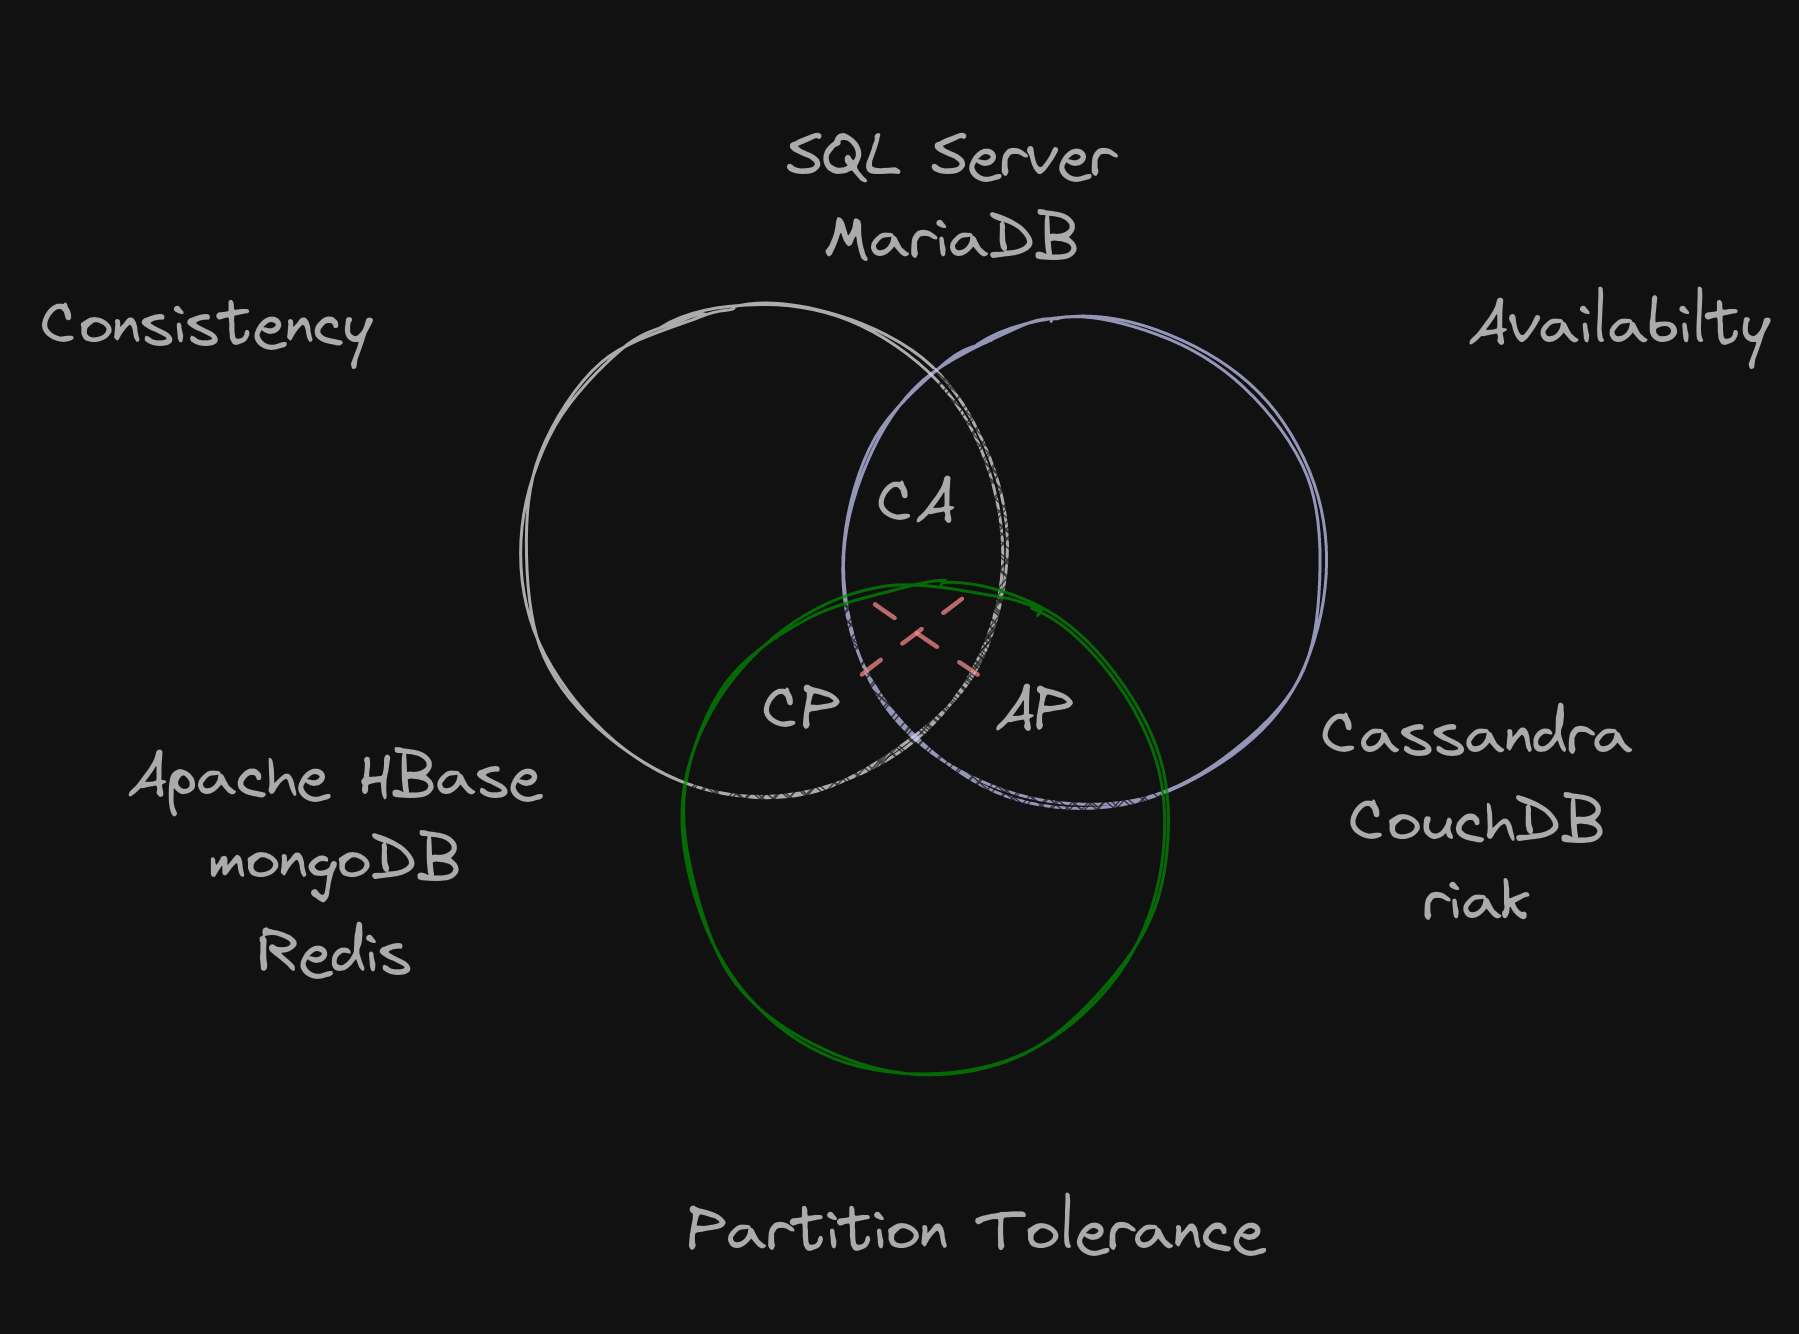 SQL Server
MariaDB
Consistency
Availabilty
CA
CP
AP
Apache HBase
mongoDB
Redis
Cassandra
CouchDB
riak
Partition Tolerance